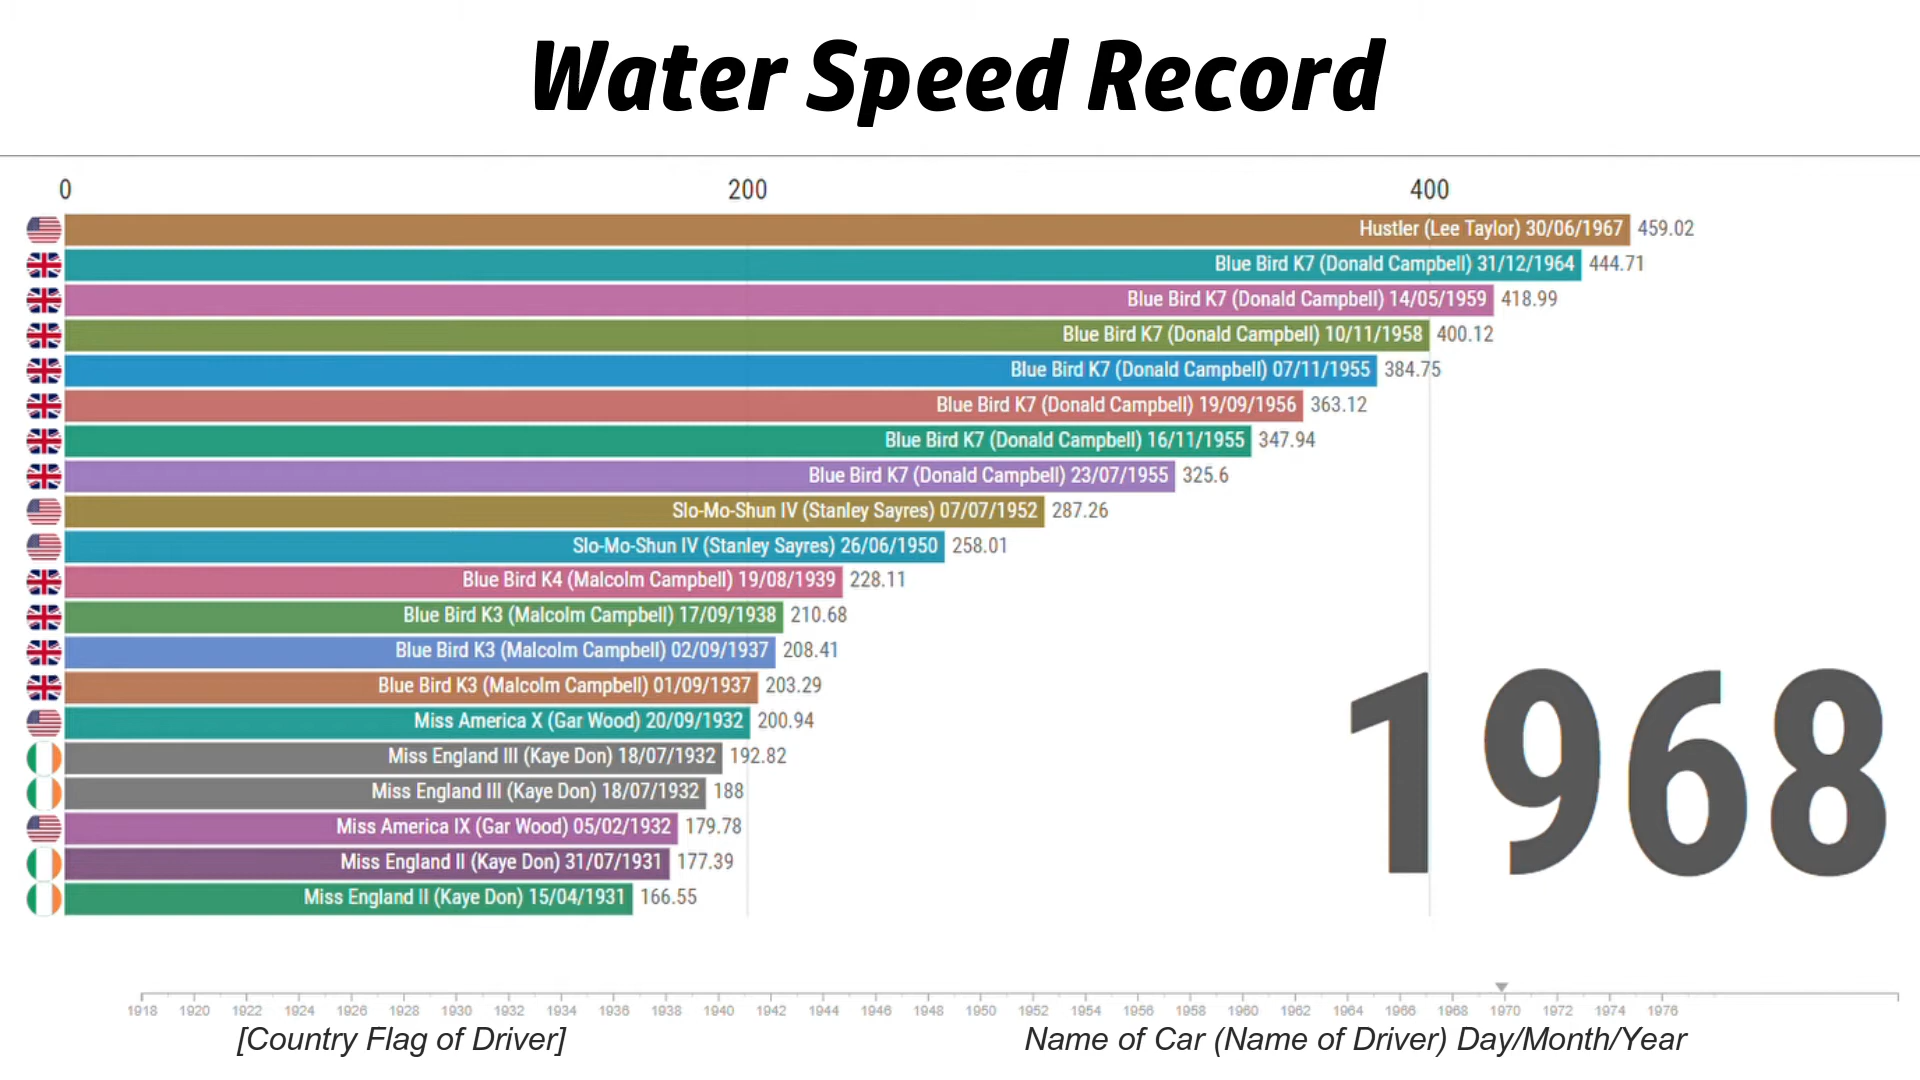 Water Speed Record
0 200 400
Hustler (Lee Taylor) 30/06/1967 459.02
Blue Bird K7 (Donald Campbell) 31/12/1964 444.71
Blue Bird K7 (Donald Campbell) 14/05/1959 418.99
Blue Bird K7 (Donald Campbell) 10/11/1958 400.12
Blue Bird K7 (Donald Campbell) 07/11/1955 384.75
Blue Bird K7 (Donald Campbell) 19/09/1956 363.12
Blue Bird K7 (Donald Campbell) 16/11/1955 347.94
Blue Bird K7 (Donald Campbell) 23/07/1955 325.6
Slo-Mo-Shun IV (Stanley Sayres) 07/07/1952 287.26
Slo-Mo-Shun IV (Stanley Sayres) 26/06/1950 258.01
Blue Bird K4 (Malcolm Campbell) 19/08/1939 228.11
Blue Bird K3 (Malcolm Campbell) 17/09/1938 210.68
Blue Bird K3 (Malcolm Campbell) 02/09/1937 208.41
Blue Bird K3 (Malcolm Campbell) 01/09/1937 203.29
Miss America X (Gar Wood) 20/09/1932 200.94
Miss England III (Kaye Don) 18/07/1932 192.82
Miss England III (Kaye Don) 18/07/1932 188
Miss America IX (Gar Wood) 05/02/1932 179.78
Miss England II (Kaye Don) 31/07/1931 177.39
Miss England II (Kaye Don) 15/04/1931 166.55
1968
1918 1920 1922 1924 1926 1928 1930 1932 1934 1936 1938 1940 1942 1944 1946 1948 1950 1952 1954 1956 1958 1960 1962 1964 1966 1968 1970 1972 1974 1976
[Country Flag of Driver] Name of Car (Name of Driver) Day/Month/Year